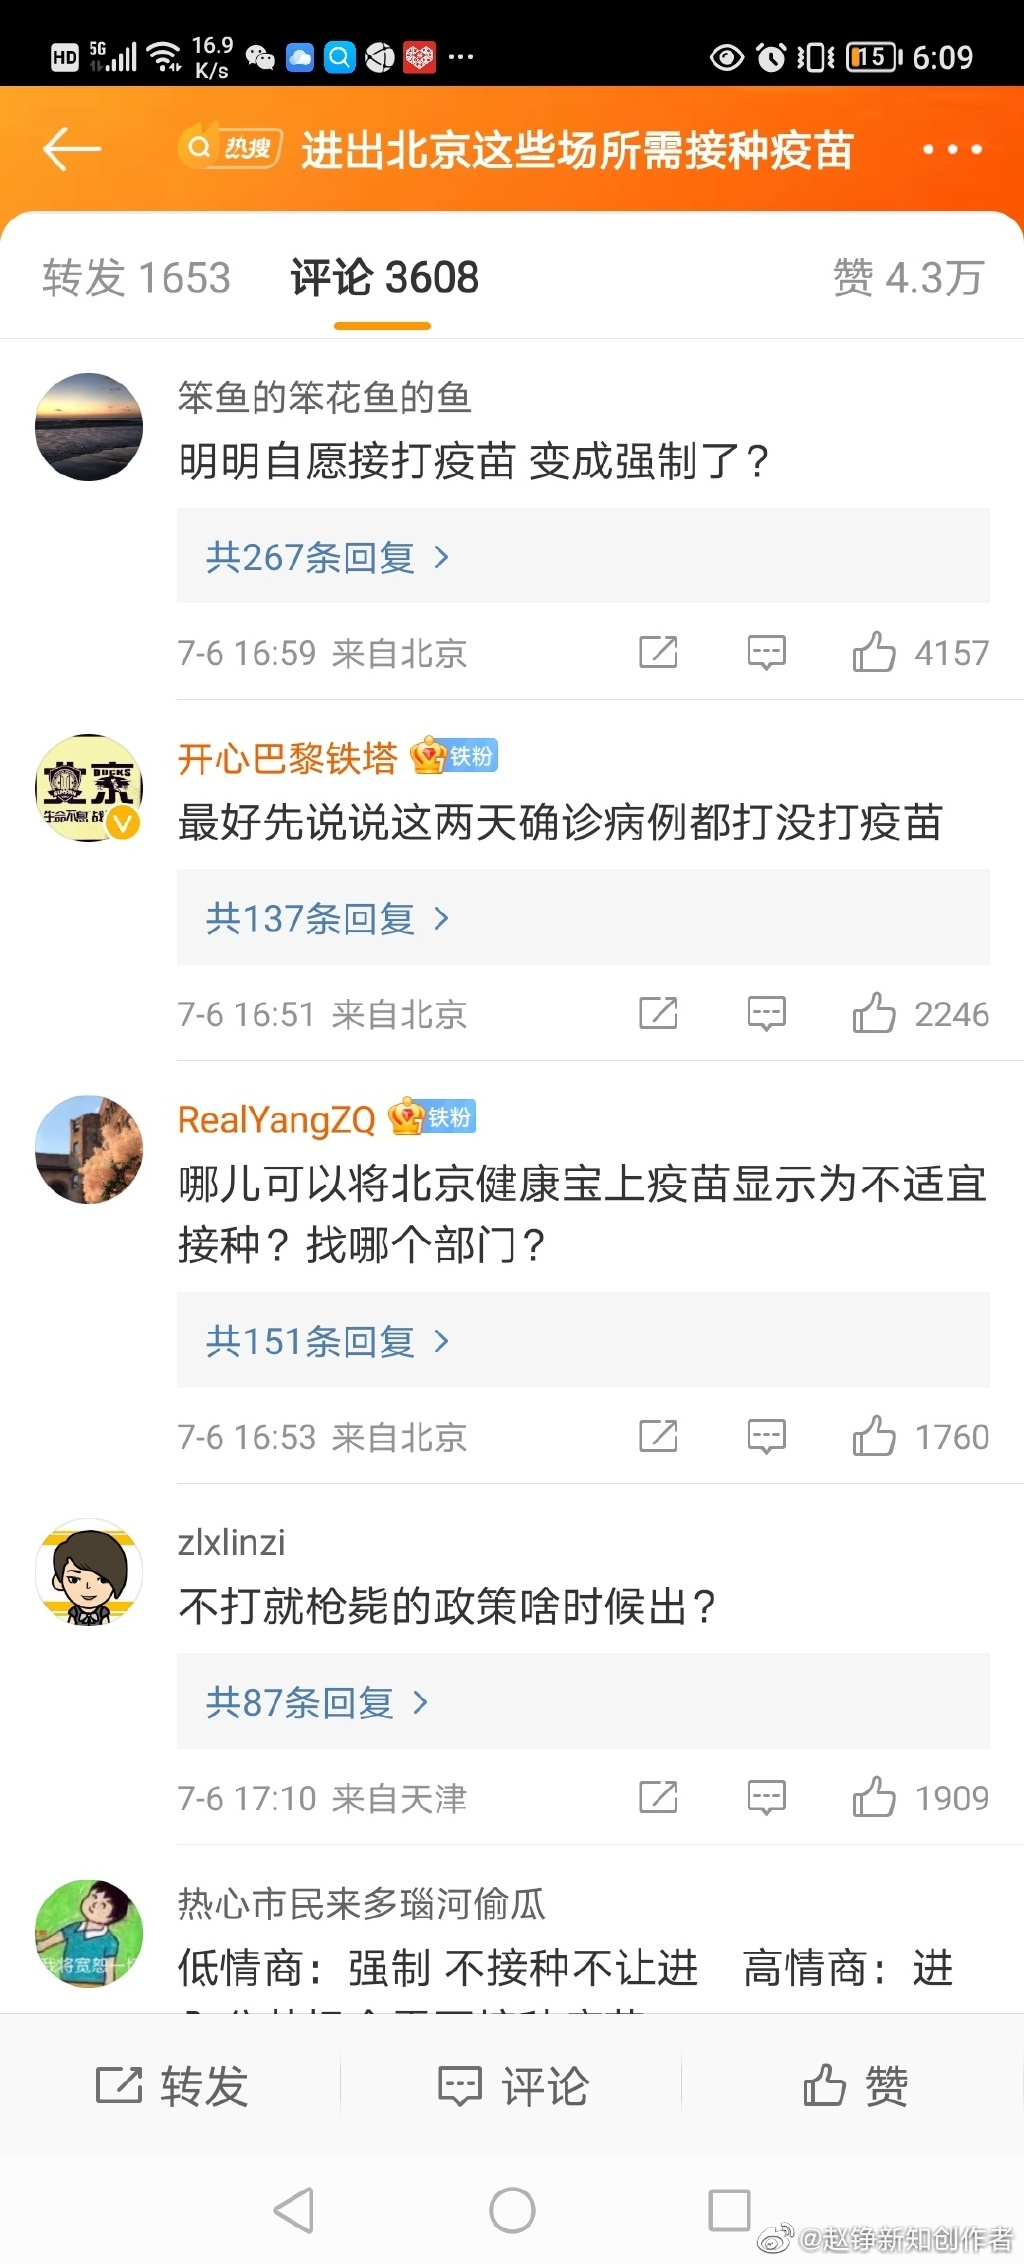 HD 5G 16.9 K/s 15 6:09
热搜 进出北京这些场所需接种疫苗
转发 1653 评论 3608 赞 4.3万
笨鱼的笨花鱼的鱼
明明自愿接打疫苗 变成强制了？
共267条回复
7-6 16:59 来自北京 4157
开心巴黎铁塔 7 铁粉
最好先说说这两天确诊病例都打没打疫苗
共137条回复
7-6 16:51 来自北京 2246
RealYangZQ 7 铁粉
哪儿可以将北京健康宝上疫苗显示为不适宜
接种？找哪个部门？
共151条回复
7-6 16:53 来自北京 1760
zlxlinzi
不打就枪毙的政策啥时候出？
共87条回复
7-6 17:10 来自天津 1909
热心市民来多瑙河偷瓜
低情商：强制 不接种不让进 高情商：进
转发 评论 赞
@赵铮新知创作者